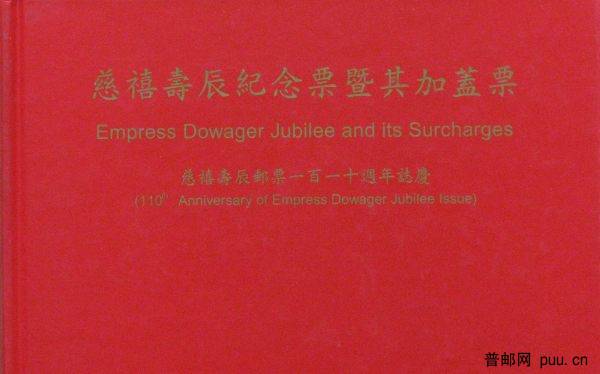 慈禧壽辰紀念票暨其加蓋票
Empress Dowager Jubilee and its Surcharges
慈禧壽辰郵票一百一十週年誌慶
(110th Anniversary of Empress Dowager Jubilee Issue)
普邮网 puu.cn